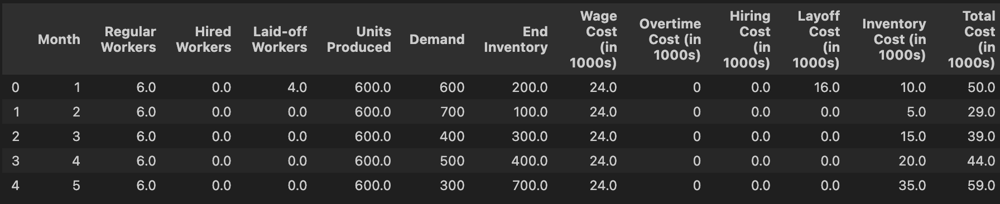 Month Regular Workers Hired Workers Laid-off Workers Units Produced Demand End Inventory Wage Cost (in 1000s) Overtime Cost (in 1000s) Hiring Cost (in 1000s) Layoff Cost (in 1000s) Inventory Cost (in 1000s) Total Cost (in 1000s)
0 1 6.0 0.0 4.0 600.0 600 200.0 24.0 0 0.0 16.0 10.0 50.0
1 2 6.0 0.0 0.0 600.0 700 100.0 24.0 0 0.0 0.0 5.0 29.0
2 3 6.0 0.0 0.0 600.0 400 300.0 24.0 0 0.0 0.0 15.0 39.0
3 4 6.0 0.0 0.0 600.0 500 400.0 24.0 0 0.0 0.0 20.0 44.0
4 5 6.0 0.0 0.0 600.0 300 700.0 24.0 0 0.0 0.0 35.0 59.0